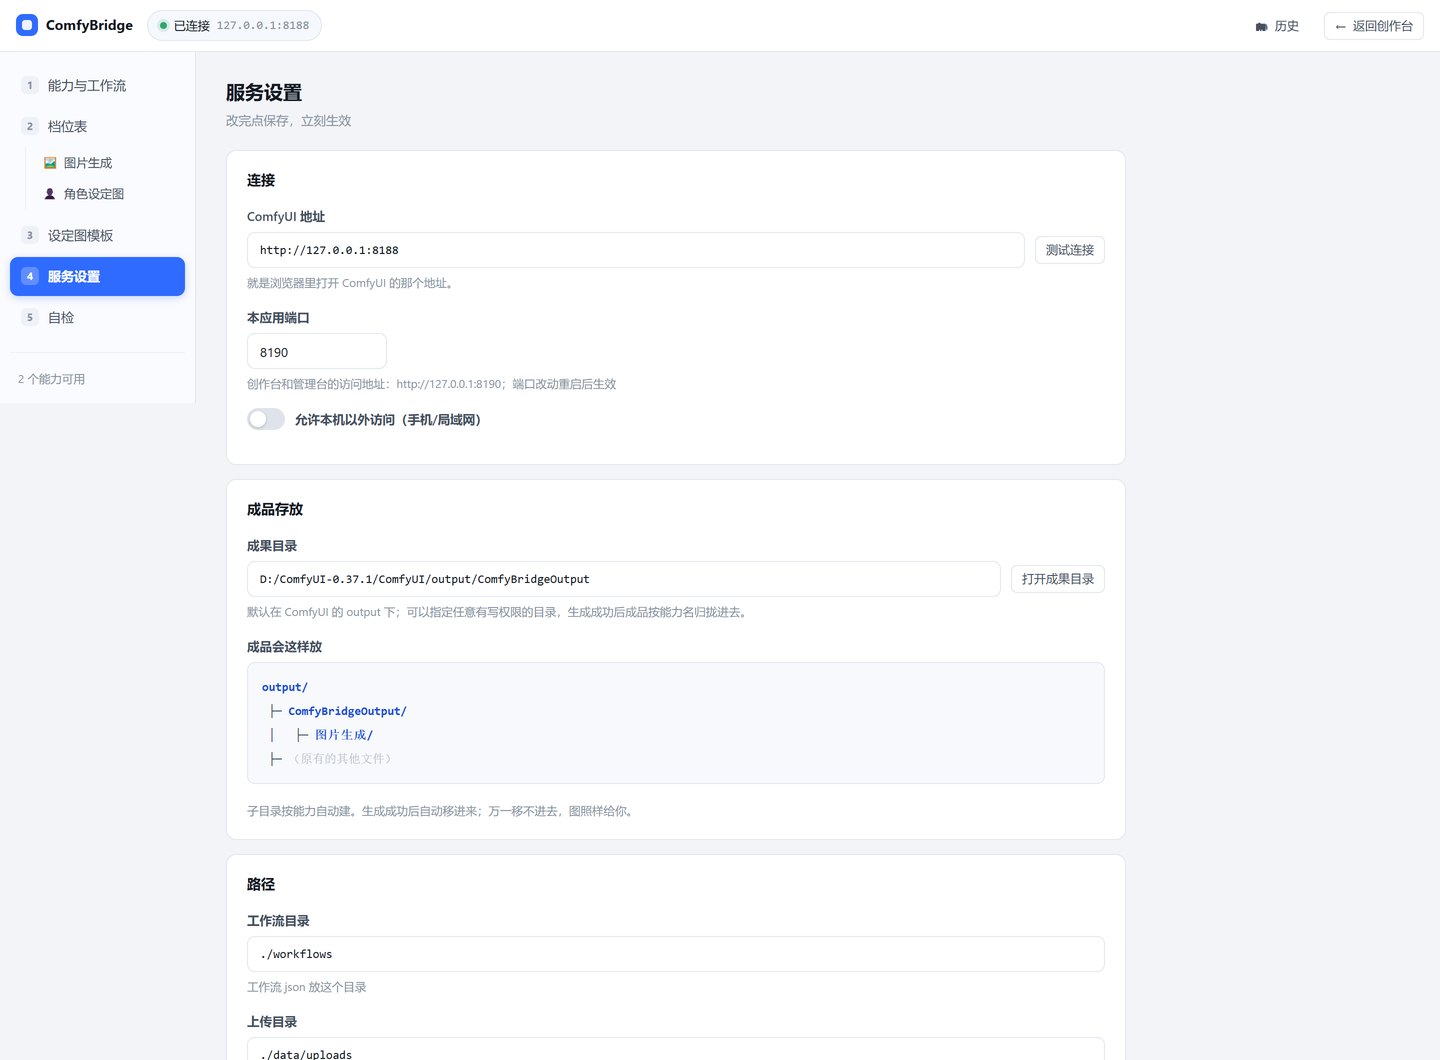 ComfyBridge
已连接 127.0.0.1:8188
历史
← 返回创作台
1 能力与工作流
2 档位表
图片生成
角色设定图
3 设定图模板
4 服务设置
5 自检
2 个能力可用
服务设置
改完点保存，立刻生效
连接
ComfyUI 地址
http://127.0.0.1:8188
测试连接
就是浏览器里打开 ComfyUI 的那个地址。
本应用端口
8190
创作台和管理台的访问地址：http://127.0.0.1:8190；端口改动重启后生效
允许本机以外访问（手机/局域网）
成品存放
成果目录
D:/ComfyUI-0.37.1/ComfyUI/output/ComfyBridgeOutput
打开成果目录
默认在 ComfyUI 的 output 下；可以指定任意有写权限的目录，生成成功后成品按能力名归拢进去。
成品会这样放
output/
├─ ComfyBridgeOutput/
│ ├─ 图片生成/
├─ （原有的其他文件）
子目录按能力自动建。生成成功后自动移进来；万一移不进去，图照样给你。
路径
工作流目录
./workflows
工作流 json 放这个目录
上传目录
./data/uploads